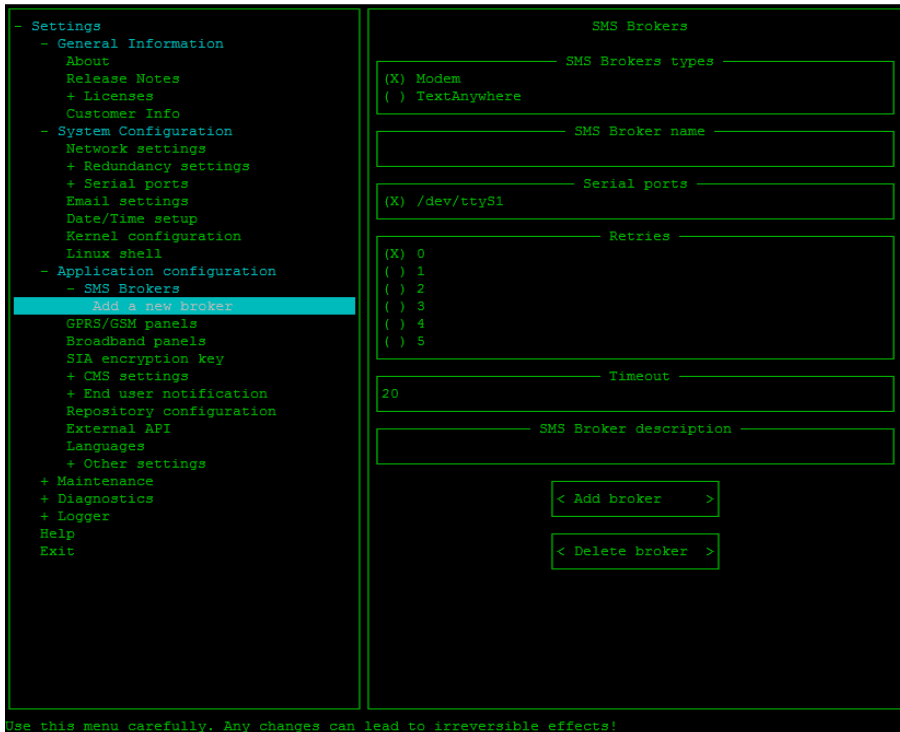 - Settings
- General Information
About
Release Notes
+ Licenses
Customer Info
- System Configuration
Network settings
+ Redundancy settings
+ Serial ports
Email settings
Date/Time setup
Kernel configuration
Linux shell
- Application configuration
- SMS Brokers
Add a new broker
GPRS/GSM panels
Broadband panels
SIA encryption key
+ CMS settings
+ End user notification
Repository configuration
External API
Languages
+ Other settings
+ Maintenance
+ Diagnostics
+ Logger
Help
Exit
SMS Brokers
SMS Brokers types
(X) Modem
( ) TextAnywhere
SMS Broker name
Serial ports
(X) /dev/ttyS1
Retries
(X) 0
( ) 1
( ) 2
( ) 3
( ) 4
( ) 5
Timeout
20
SMS Broker description
< Add broker >
< Delete broker >
Use this menu carefully. Any changes can lead to irreversible effects!